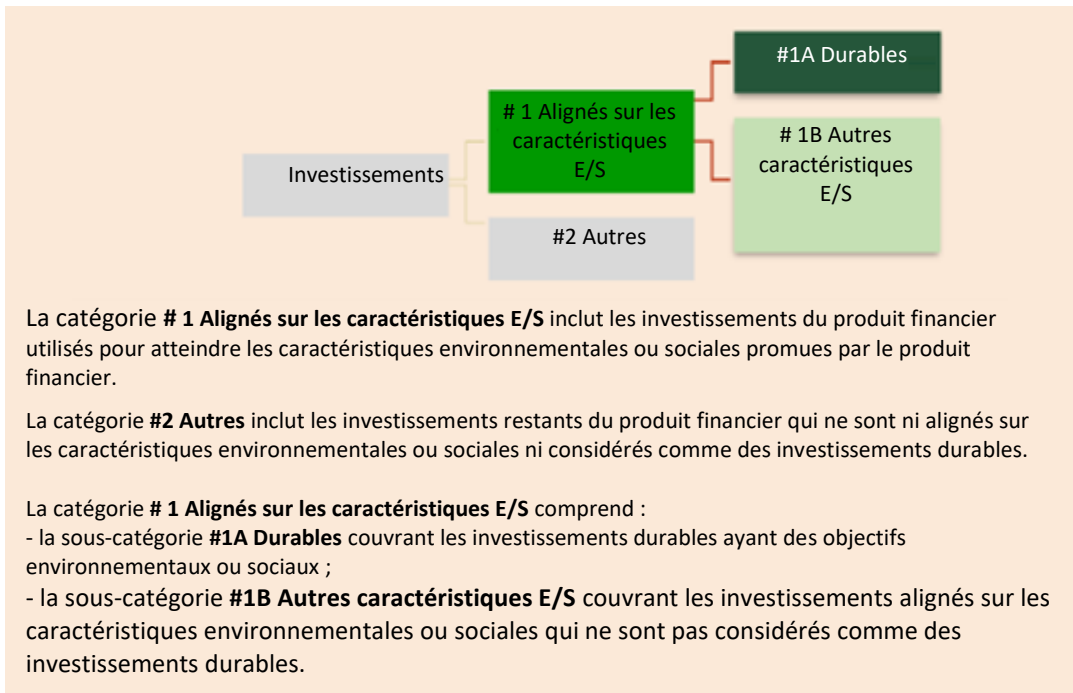 #1A Durables
# 1 Alignés sur les
caractéristiques
E/S
# 1B Autres
caractéristiques
E/S
Investissements
#2 Autres
La catégorie # 1 Alignés sur les caractéristiques E/S inclut les investissements du produit financier
utilisés pour atteindre les caractéristiques environnementales ou sociales promues par le produit
financier.
La catégorie #2 Autres inclut les investissements restants du produit financier qui ne sont ni alignés sur
les caractéristiques environnementales ou sociales ni considérés comme des investissements durables.
La catégorie # 1 Alignés sur les caractéristiques E/S comprend :
- la sous-catégorie #1A Durables couvrant les investissements durables ayant des objectifs
environnementaux ou sociaux ;
- la sous-catégorie #1B Autres caractéristiques E/S couvrant les investissements alignés sur les
caractéristiques environnementales ou sociales qui ne sont pas considérés comme des
investissements durables.